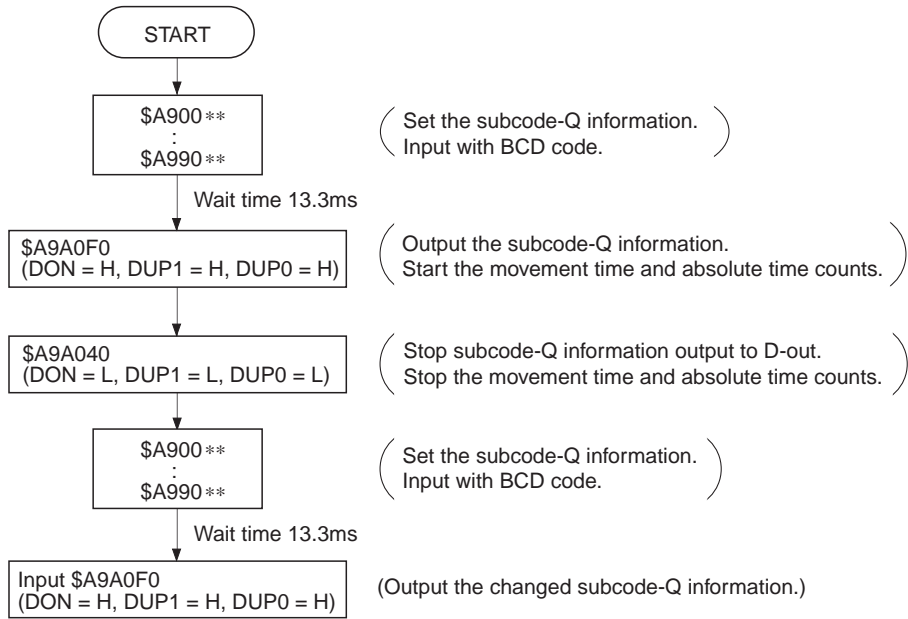 START
$A900**
:
$A990**
Set the subcode-Q information.
Input with BCD code.
Wait time 13.3ms
$A9A0F0
(DON = H, DUP1 = H, DUP0 = H)
Output the subcode-Q information.
Start the movement time and absolute time counts.
$A9A040
(DON = L, DUP1 = L, DUP0 = L)
Stop subcode-Q information output to D-out.
Stop the movement time and absolute time counts.
$A900**
:
$A990**
Set the subcode-Q information.
Input with BCD code.
Wait time 13.3ms
Input $A9A0F0
(DON = H, DUP1 = H, DUP0 = H)
(Output the changed subcode-Q information.)